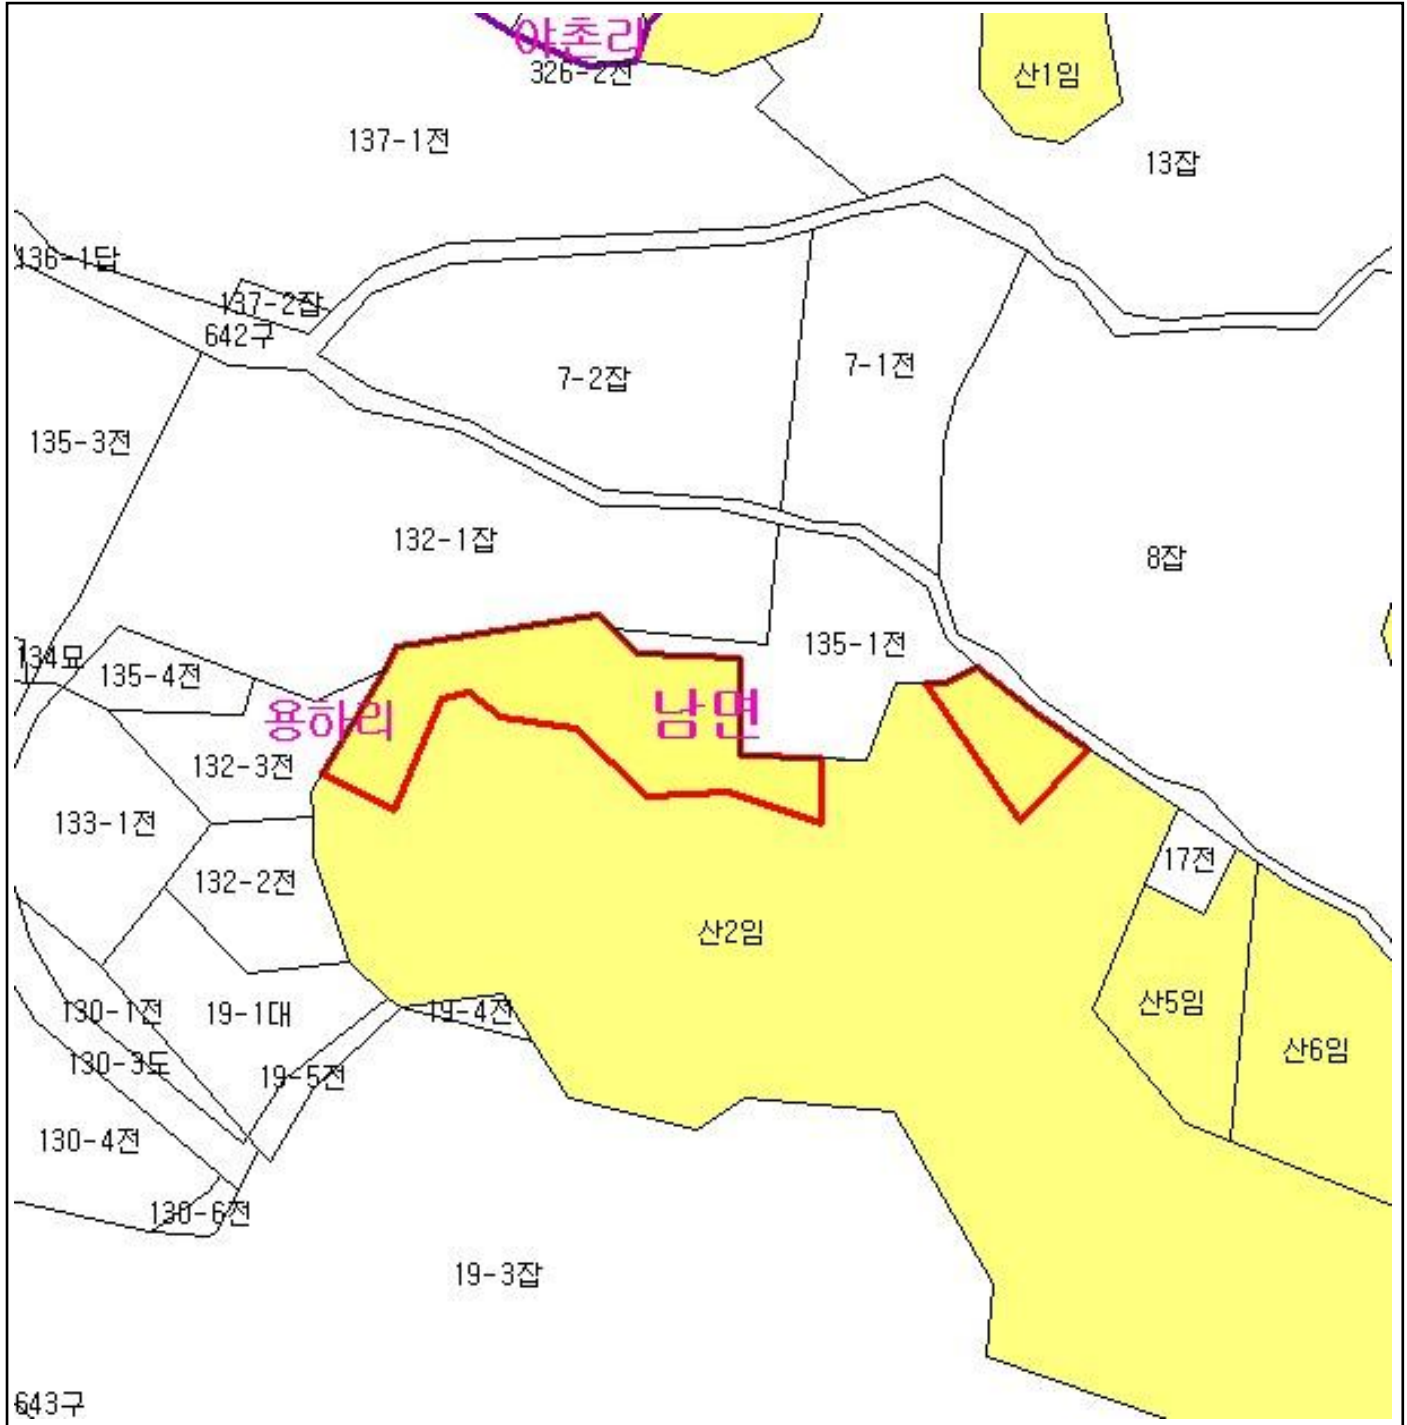 야촌리
326-2전
산1임
137-1전
13잡
136-1답
137-2잡
642구
7-2잡
7-1전
135-3전
132-1잡
8잡
134묘
135-4전
135-1전
용하리
남면
132-3전
133-1전
17전
132-2전
산2임
130-1전
19-1대
19-4전
산5임
산6임
130-3도
19-5전
130-4전
130-6전
19-3잡
643구